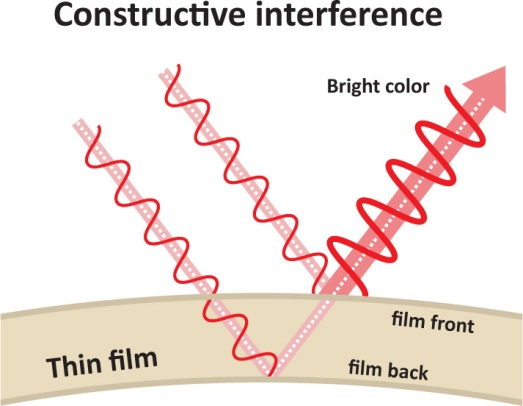 Constructive interference
Bright color
film front
Thin film
film back